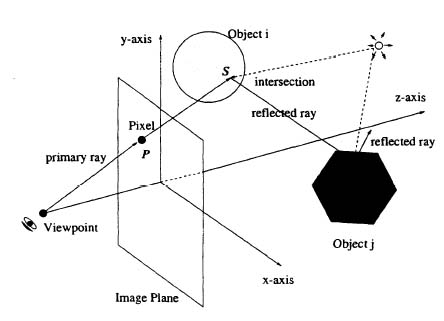 Object i
y-axis
S
intersection
z-axis
Pixel
reflected ray
P
reflected ray
primary ray
Viewpoint
Object j
x-axis
Image Plane